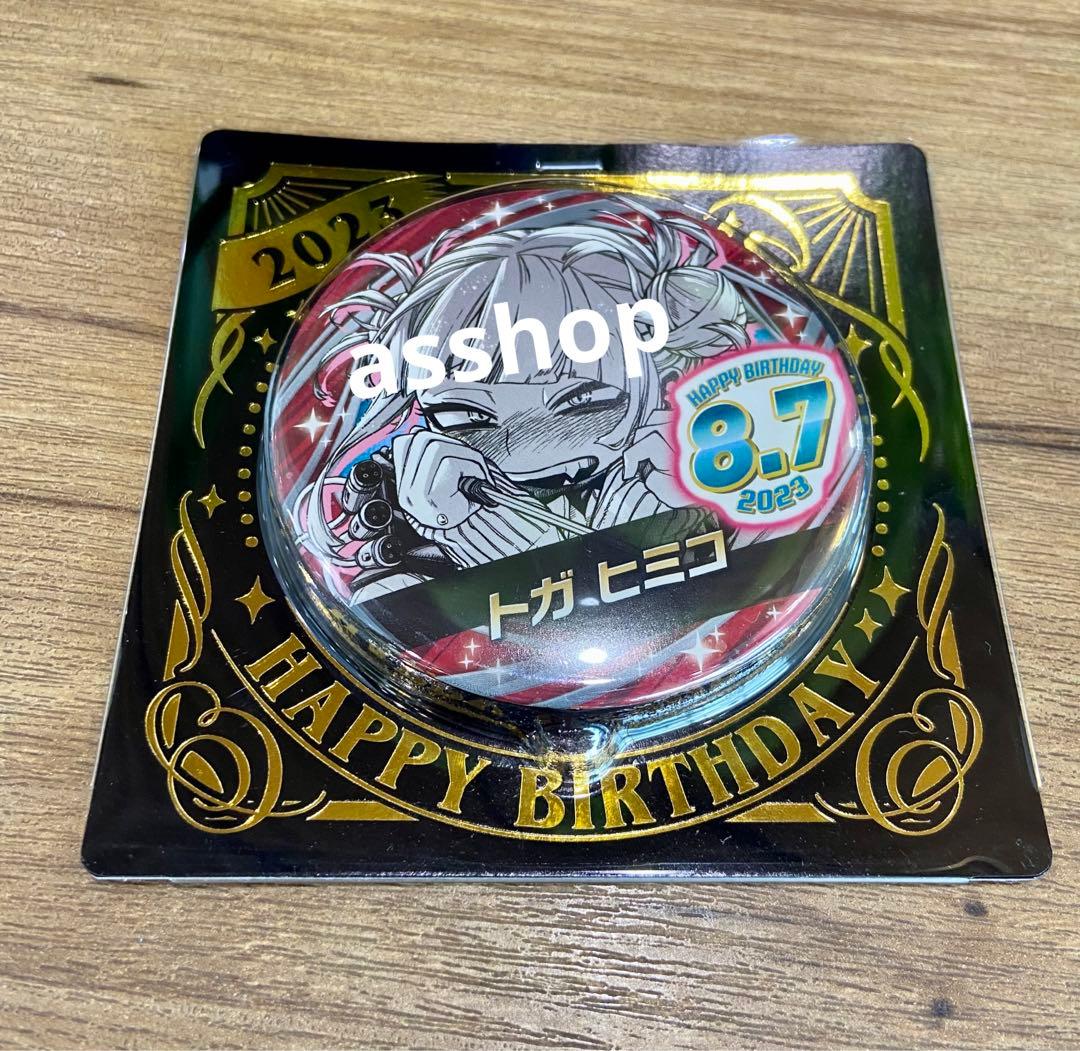 2023
asshop
HAPPY BIRTHDAY!
8.7
2023
トガ ヒミコ
HAPPY BIRTHDAY